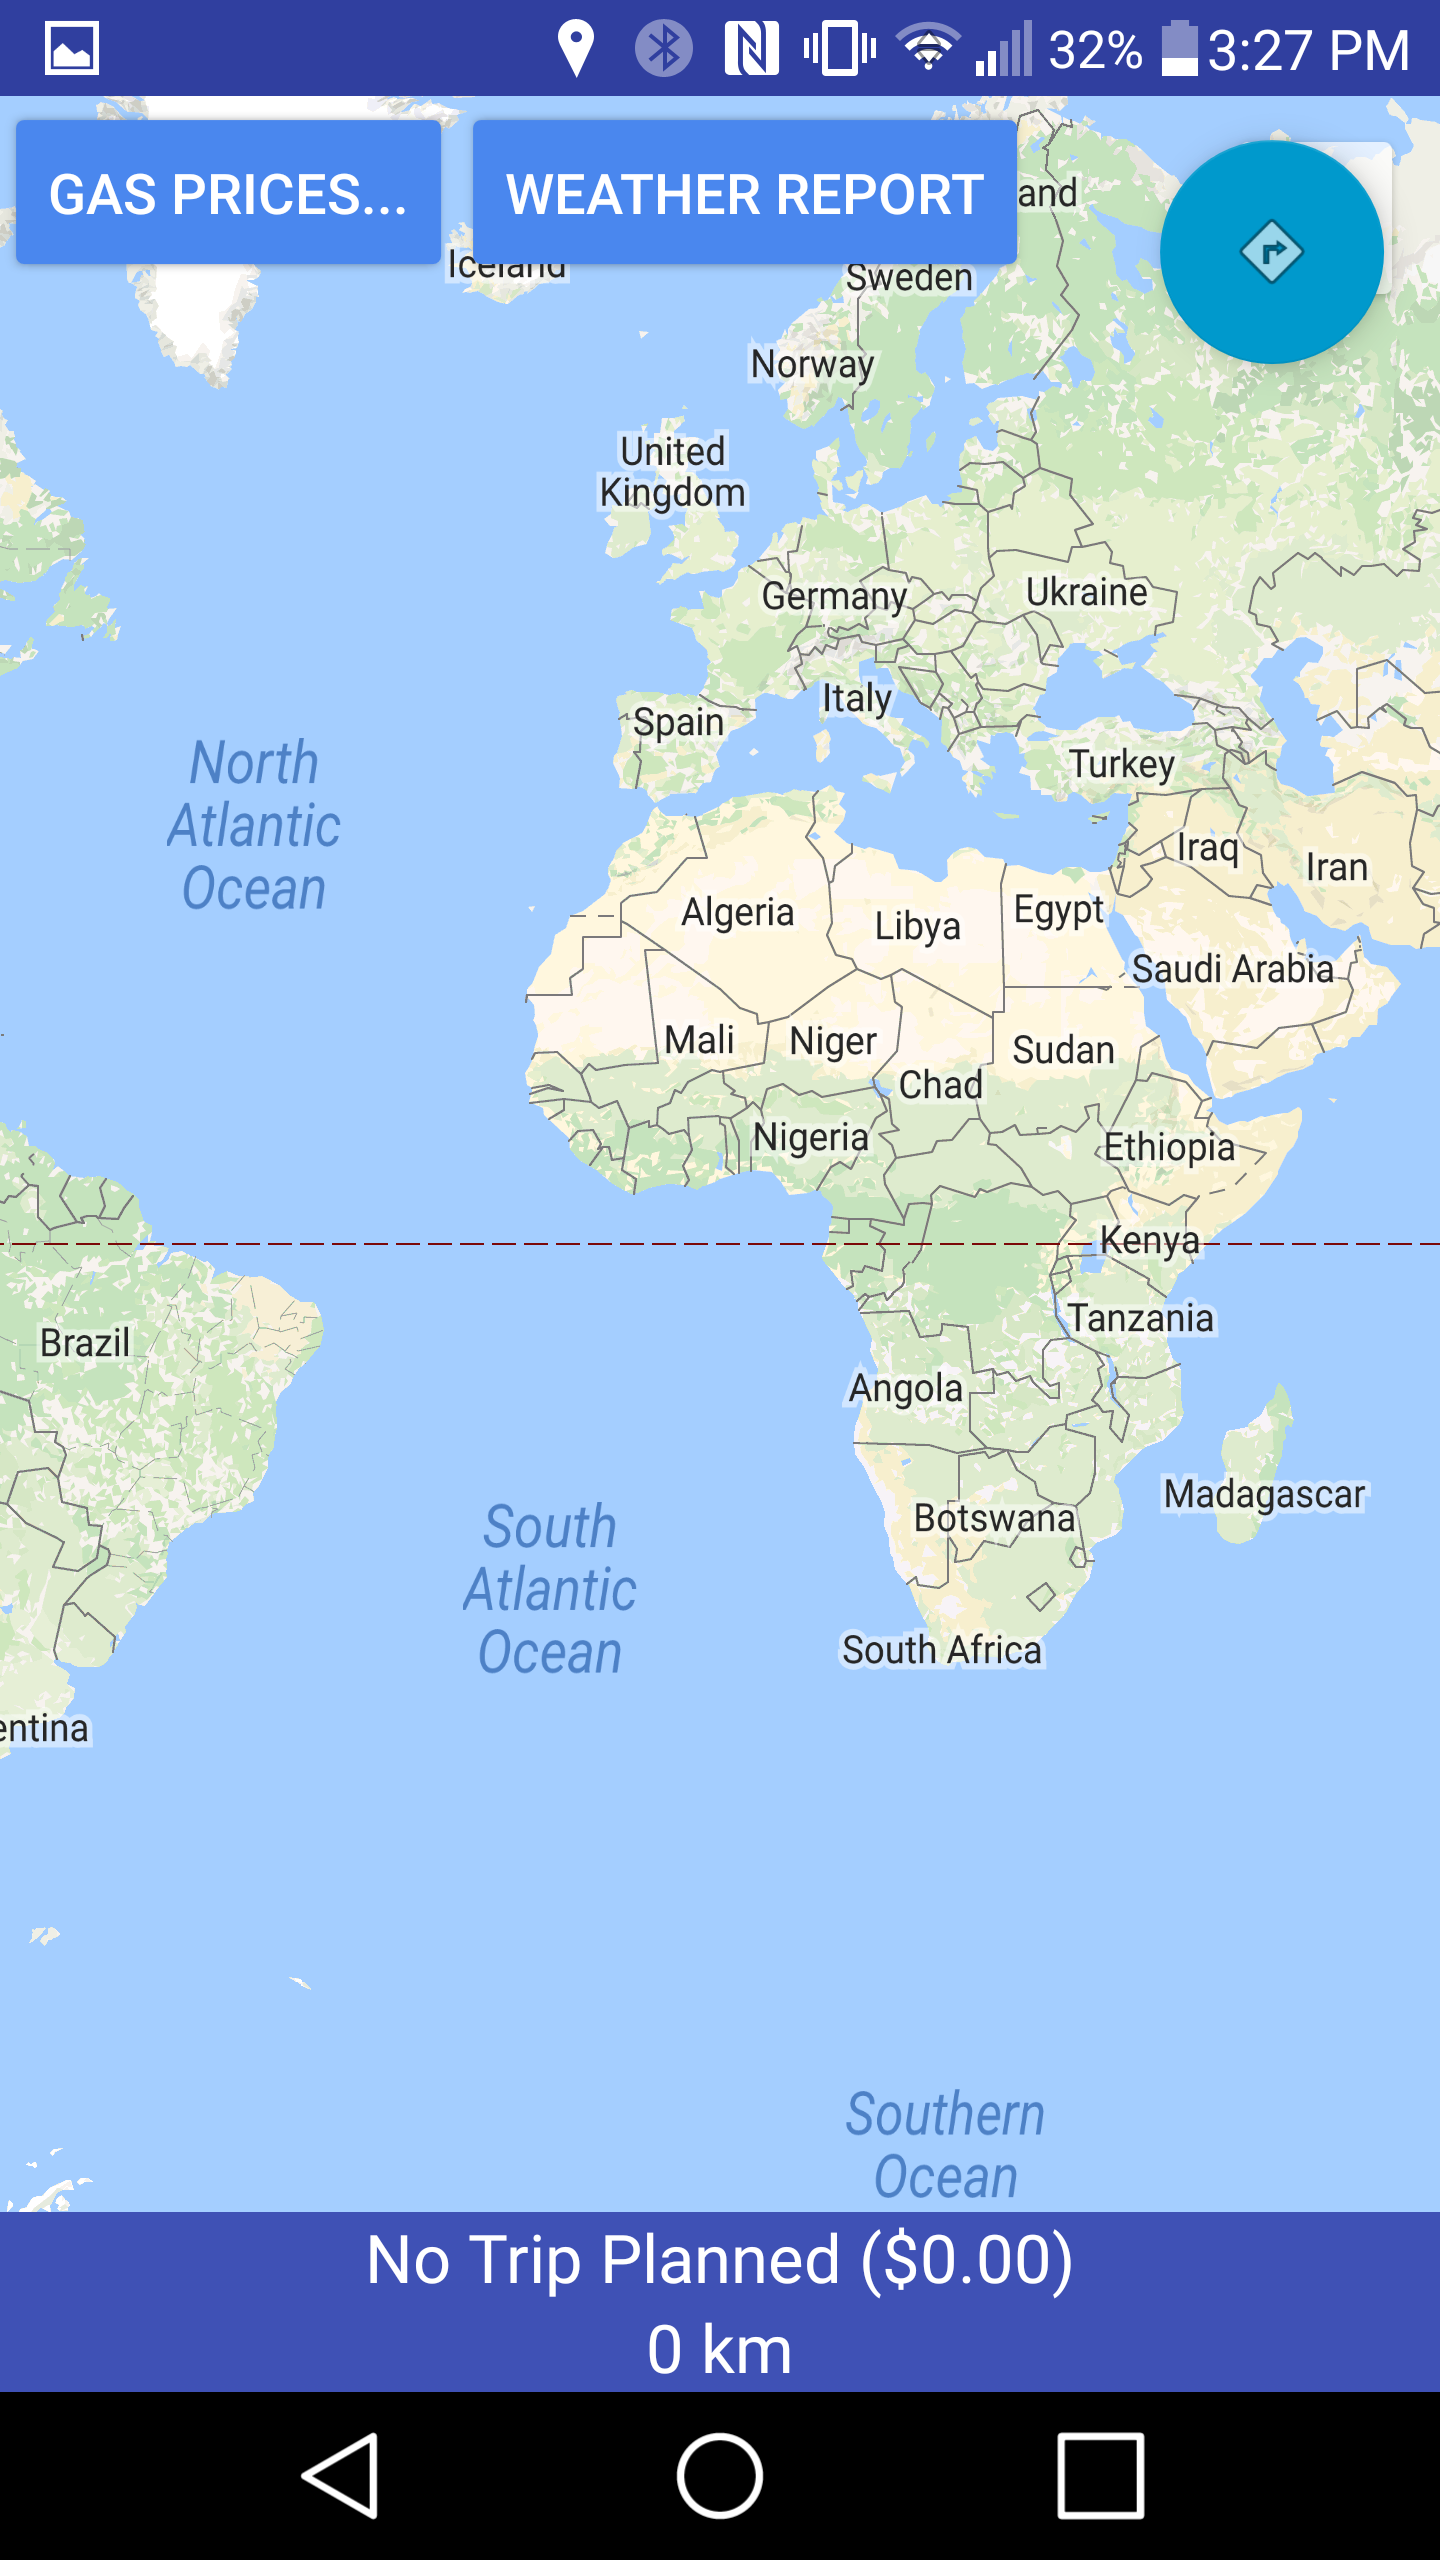 32% 3:27 PM
GAS PRICES... WEATHER REPORT
and
Iceland
Sweden
Norway
United
Kingdom
Germany
Ukraine
Italy
Spain
Turkey
North
Atlantic
Ocean
Iraq
Iran
Algeria
Libya
Egypt
Saudi Arabia
Mali
Niger
Sudan
Chad
Nigeria
Ethiopia
Kenya
Tanzania
Brazil
Angola
Madagascar
Botswana
South
Atlantic
Ocean
South Africa
entina
Southern
Ocean
No Trip Planned ($0.00)
0 km